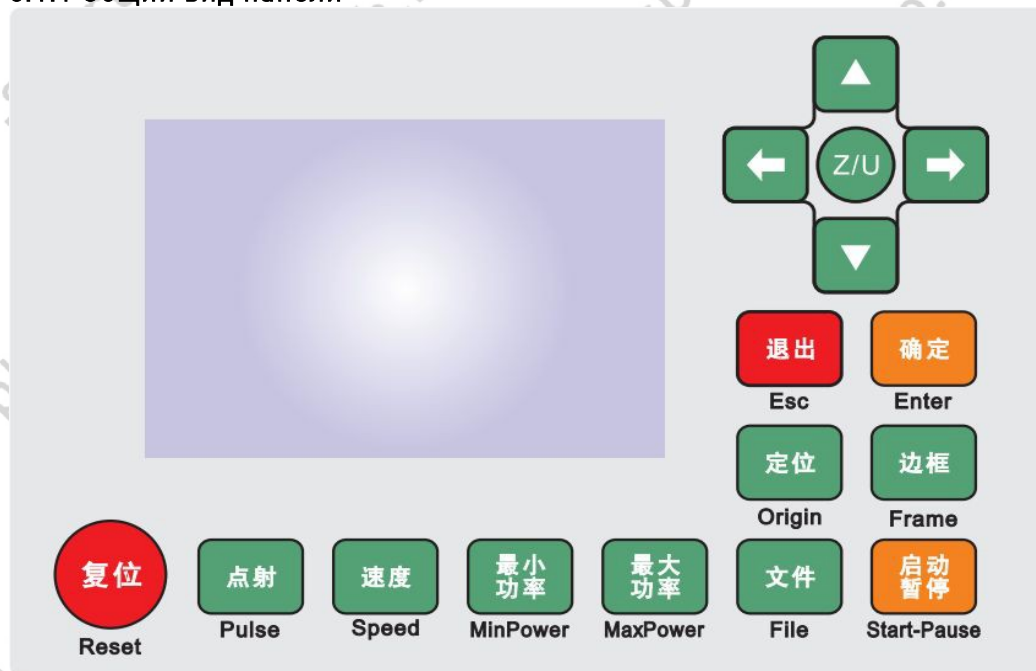 Z/U
退出
确定
Esc
Enter
定位
边框
Origin
Frame
复位
点射
速度
最小
功率
最大
功率
文件
启动
暂停
Reset
Pulse
Speed
MinPower
MaxPower
File
Start-Pause